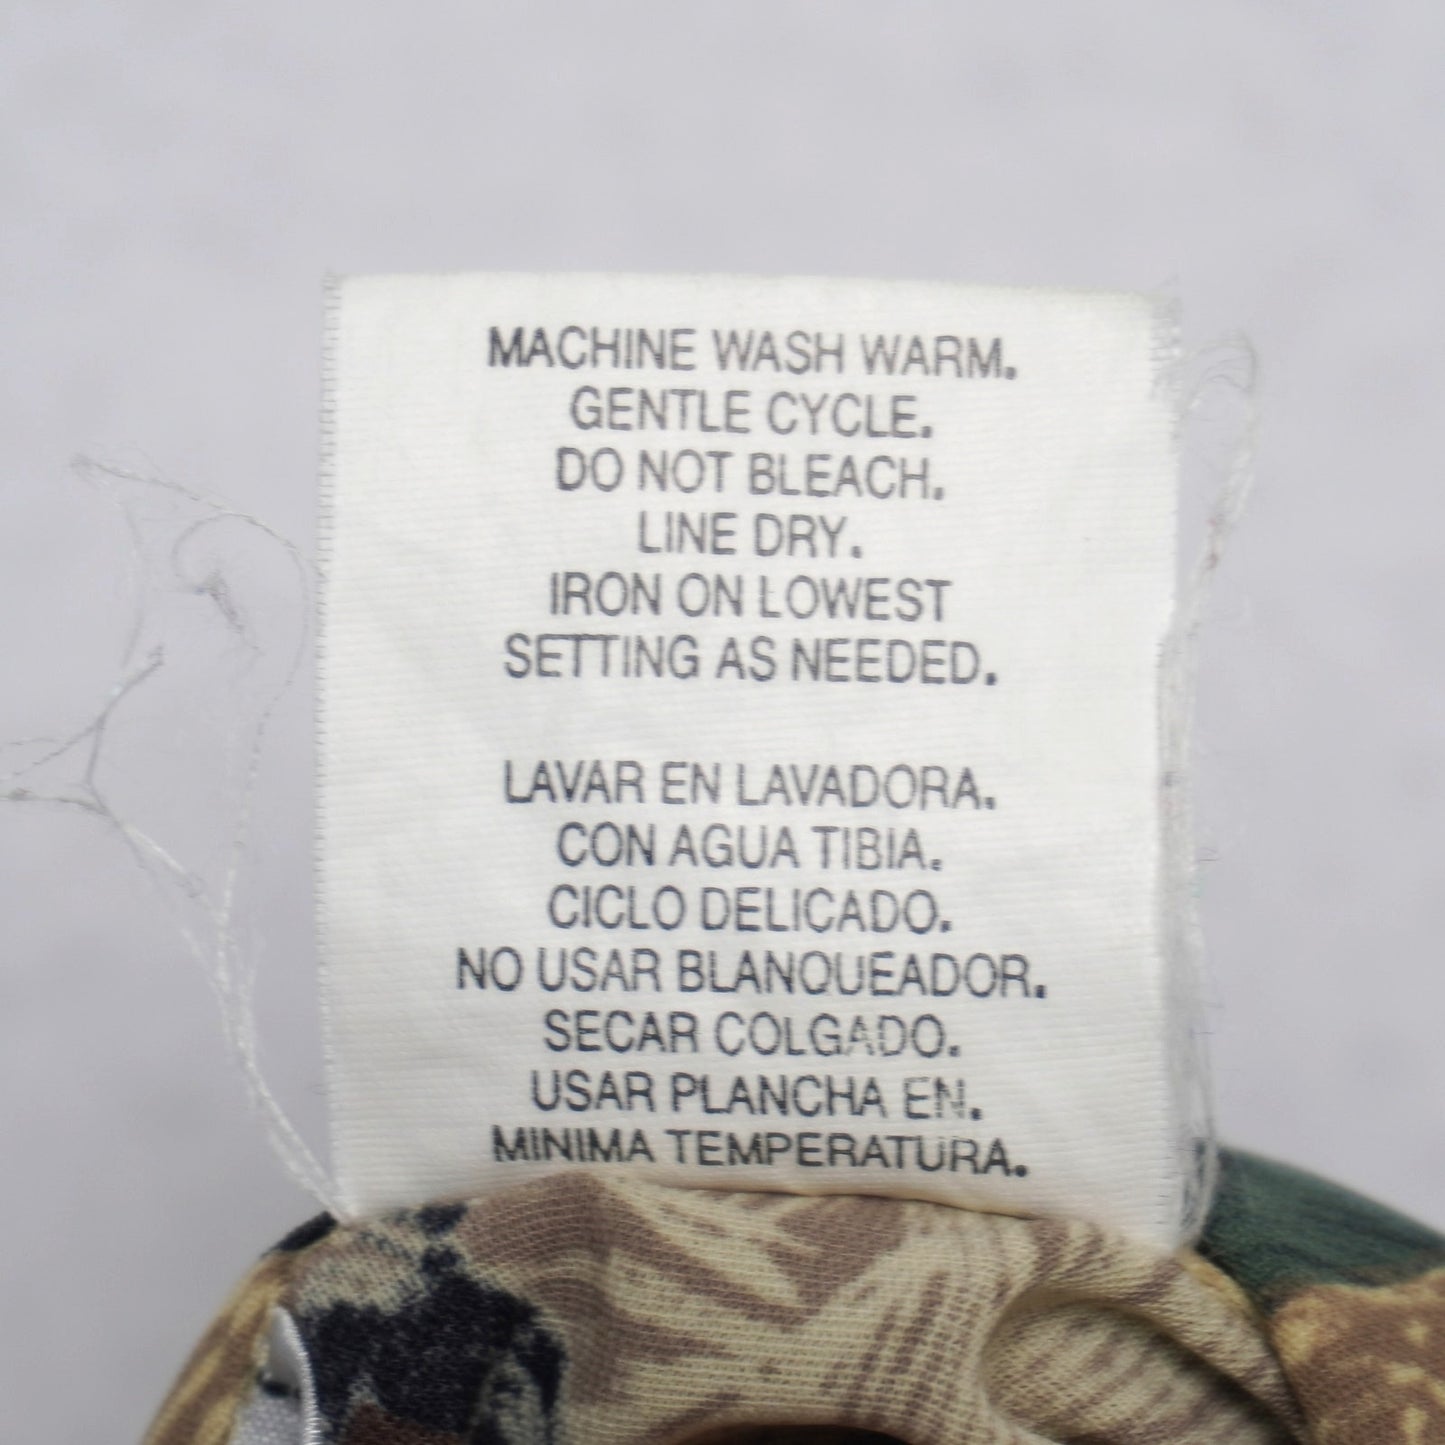 MACHINE WASH WARM.
GENTLE CYCLE.
DO NOT BLEACH.
LINE DRY.
IRON ON LOWEST
SETTING AS NEEDED.
LAVAR EN LAVADORA.
CON AGUA TIBIA.
CICLO DELICADO.
NO USAR BLANQUEADOR.
SECAR COLGADO.
USAR PLANCHA EN.
MINIMA TEMPERATURA.